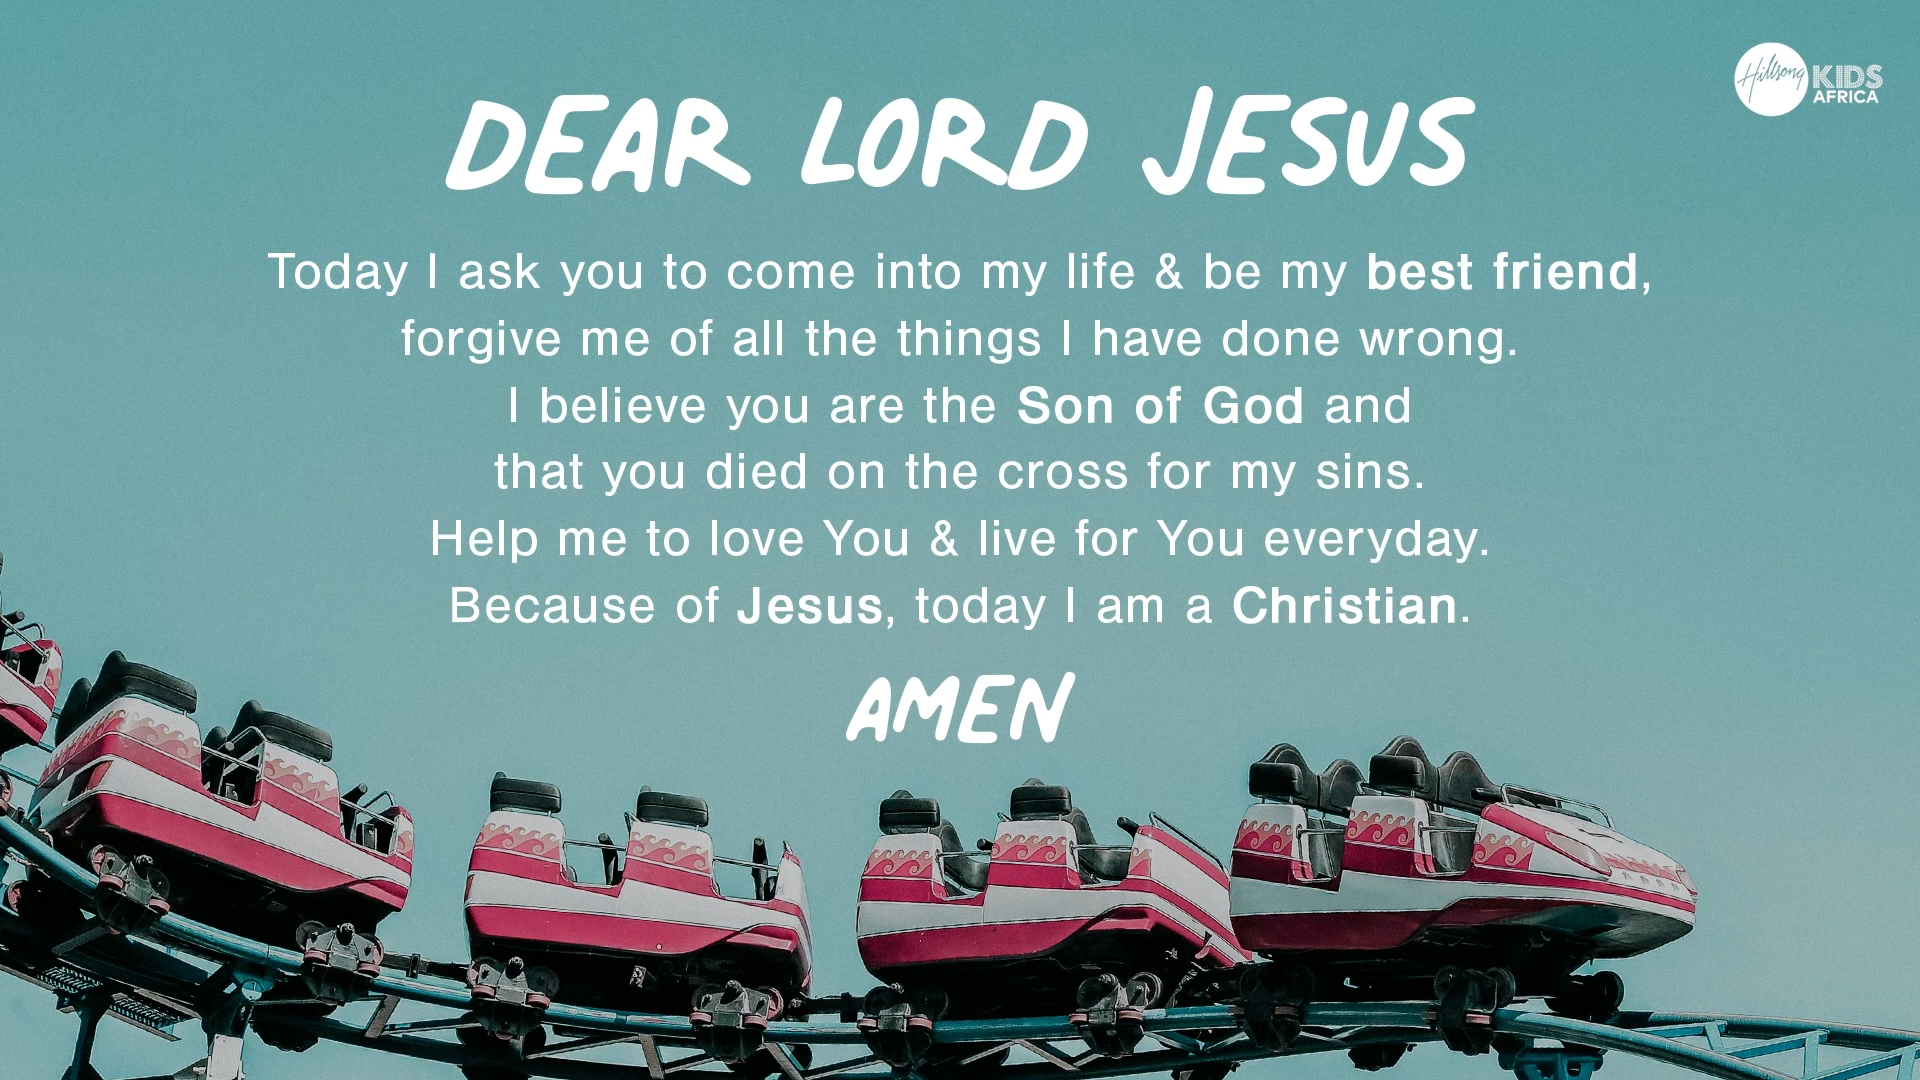 Hillsong KIDS
AFRICA
DEAR LORD JESUS
Today I ask you to come into my life & be my best friend,
forgive me of all the things I have done wrong.
I believe you are the Son of God and
that you died on the cross for my sins.
Help me to love You & live for You everyday.
Because of Jesus, today I am a Christian.
AMEN